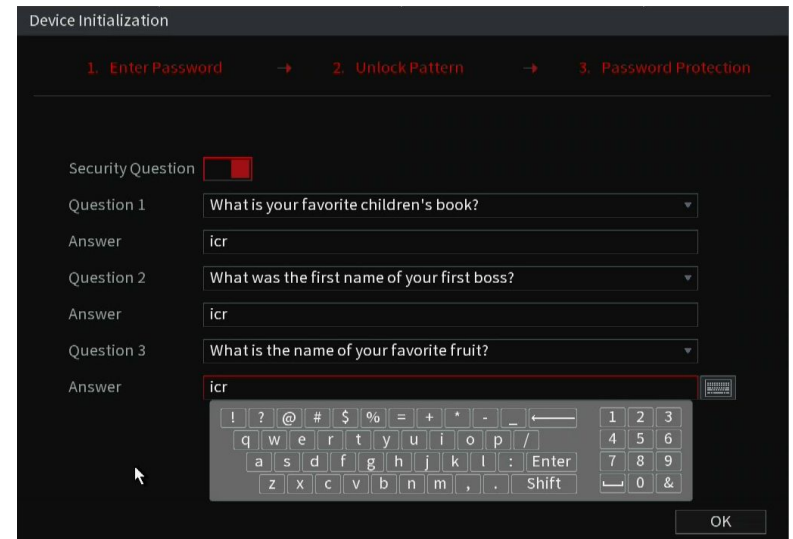 Device Initialization
1. Enter Password → 2. Unlock Pattern → 3. Password Protection
Security Question
Question 1 What is your favorite children's book?
Answer icr
Question 2 What was the first name of your first boss?
Answer icr
Question 3 What is the name of your favorite fruit?
Answer icr
! ? @ # $ % = + * - _ ← 1 2 3
q w e r t y u i o p / 4 5 6
a s d f g h j k l : Enter 7 8 9
z x c v b n m , . Shift 0 &
OK